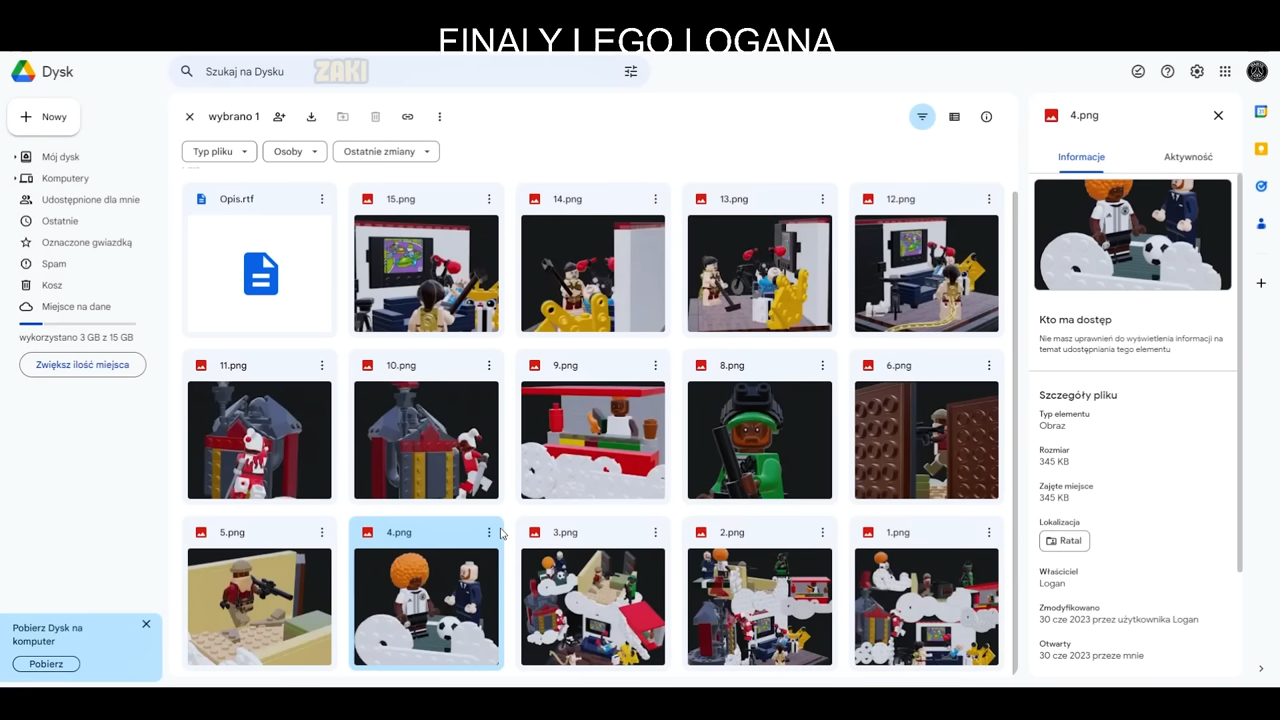 FINALY LEGO LOGANA
Dysk
Szukaj na Dysku
ZAKI
Nowy
Mój dysk
Komputery
Udostępnione dla mnie
Ostatnie
Oznaczone gwiazdką
Spam
Kosz
Miejsce na dane
wykorzystano 3 GB z 15 GB
Zwiększ ilość miejsca
Pobierz Dysk na
komputer
Pobierz
wybrano 1
Typ pliku
Osoby
Ostatnie zmiany
Opis.rtf
15.png
14.png
13.png
12.png
11.png
10.png
9.png
8.png
6.png
5.png
4.png
3.png
2.png
1.png
4.png
Informacje
Aktywność
Kto ma dostęp
Nie masz uprawnień do wyświetlenia informacji na
temat udostępniania tego elementu
Szczegóły pliku
Typ elementu
Obraz
Rozmiar
345 KB
Zajęte miejsce
345 KB
Lokalizacja
Ratal
Właściciel
Logan
Zmodyfikowano
30 cze 2023 przez użytkownika Logan
Otwarty
30 cze 2023 przeze mnie